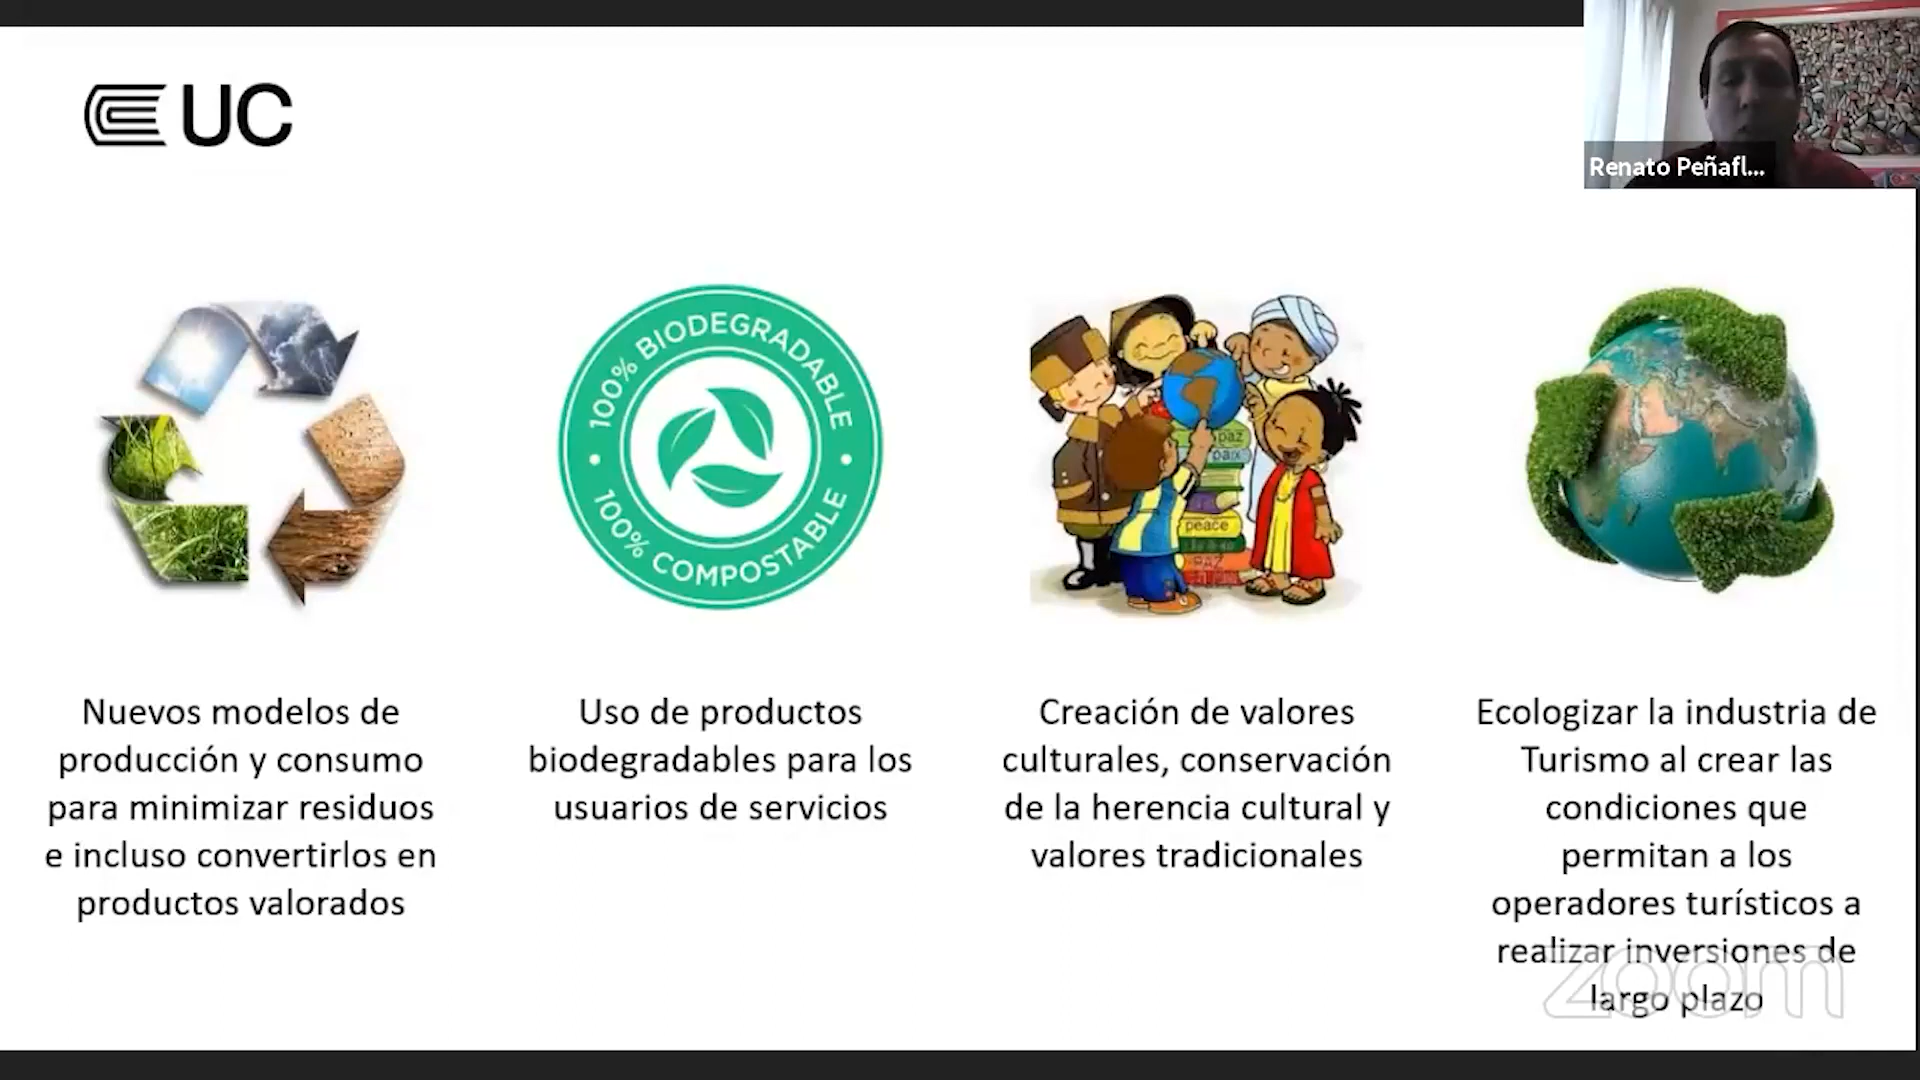 UC
Renato Peñafl...
100% BIODEGRADABLE
100% COMPOSTABLE
paz
paix
peace
PAZ
Nuevos modelos de
producción y consumo
para minimizar residuos
e incluso convertirlos en
productos valorados
Uso de productos
biodegradables para los
usuarios de servicios
Creación de valores
culturales, conservación
de la herencia cultural y
valores tradicionales
Ecologizar la industria de
Turismo al crear las
condiciones que
permitan a los
operadores turísticos a
realizar inversiones de
largo plazo
zoom